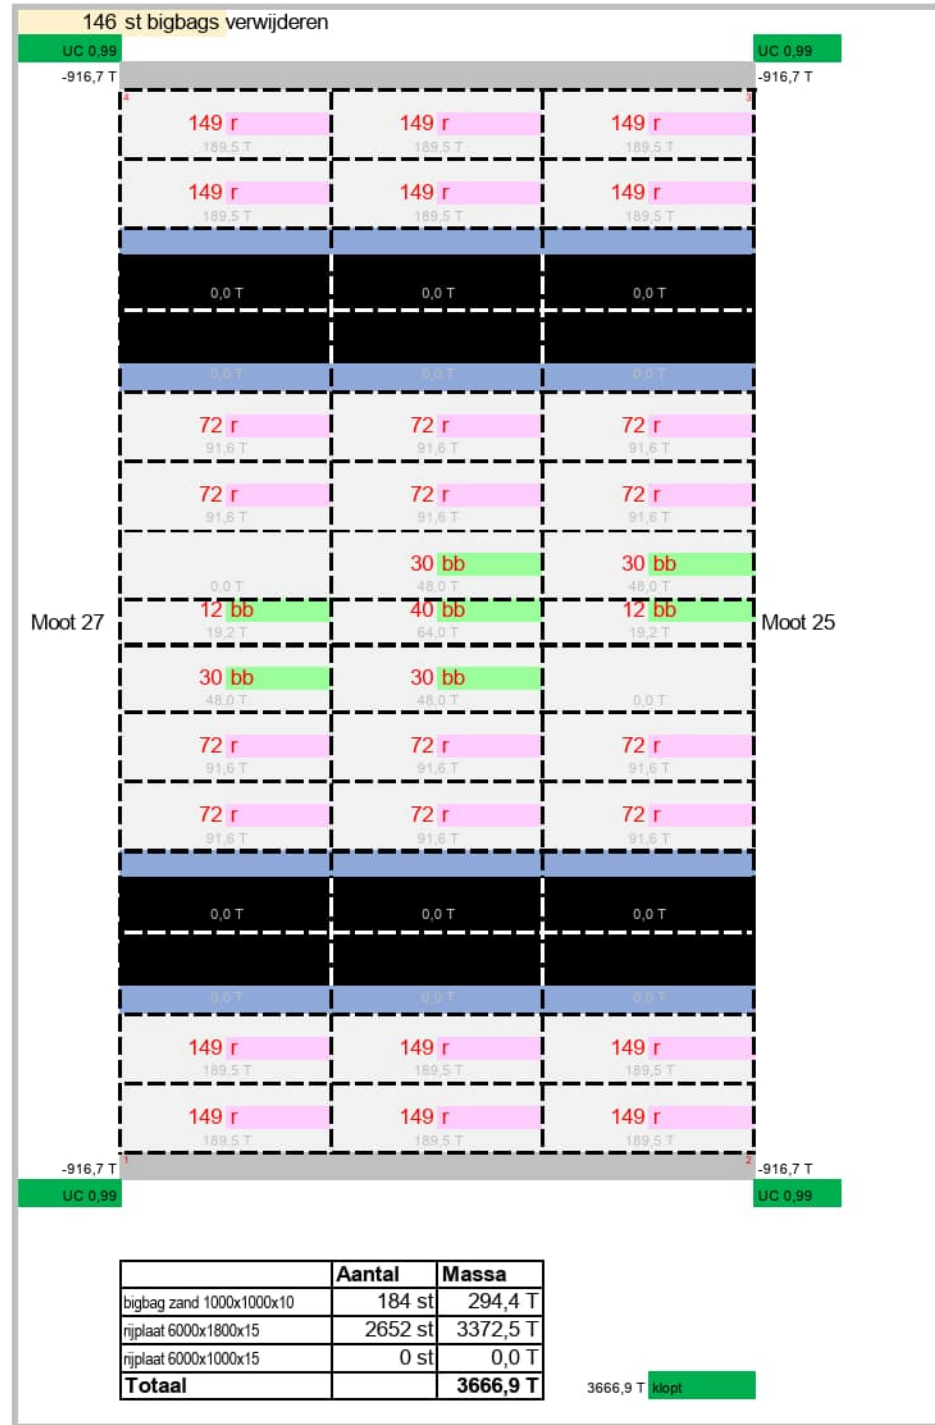 146 st bigbags verwijderen
UC 0,99 UC 0,99
-916,7 T -916,7 T
4 3
149 r 149 r 149 r
189,5 T 189,5 T 189,5 T
149 r 149 r 149 r
189,5 T 189,5 T 189,5 T
0,0 T 0,0 T 0,0 T
0,0 T 0,0 T 0,0 T
72 r 72 r 72 r
91,6 T 91,6 T 91,6 T
72 r 72 r 72 r
91,6 T 91,6 T 91,6 T
30 bb 30 bb
0,0 T 48,0 T 48,0 T
12 bb 40 bb 12 bb
Moot 27 Moot 25
19,2 T 64,0 T 19,2 T
30 bb 30 bb
48,0 T 48,0 T 0,0 T
72 r 72 r 72 r
91,6 T 91,6 T 91,6 T
72 r 72 r 72 r
91,6 T 91,6 T 91,6 T
0,0 T 0,0 T 0,0 T
0,0 T 0,0 T 0,0 T
149 r 149 r 149 r
189,5 T 189,5 T 189,5 T
149 r 149 r 149 r
189,5 T 189,5 T 189,5 T
1 2
-916,7 T -916,7 T
UC 0,99 UC 0,99
Aantal Massa
bigbag zand 1000x1000x10 184 st 294,4 T
rijplaat 6000x1800x15 2652 st 3372,5 T
rijplaat 6000x1000x15 0 st 0,0 T
Totaal 3666,9 T 3666,9 T klopt